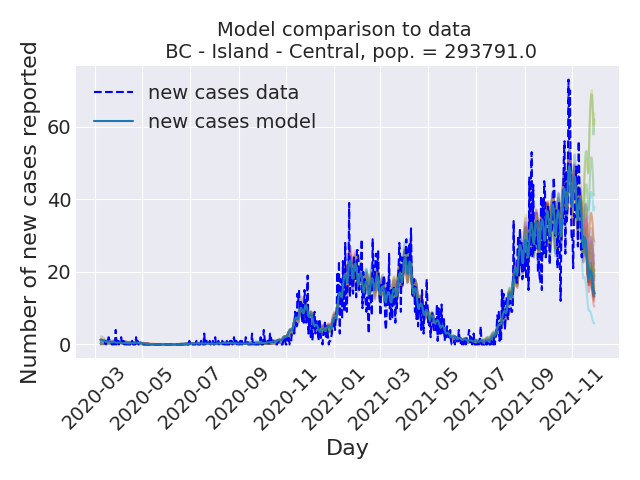 Model comparison to data
BC - Island - Central, pop. = 293791.0
new cases data
new cases model
Number of new cases reported
60
40
20
0
2020-03
2020-05
2020-07
2020-09
2020-11
2021-01
2021-03
2021-05
2021-07
2021-09
2021-11
Day